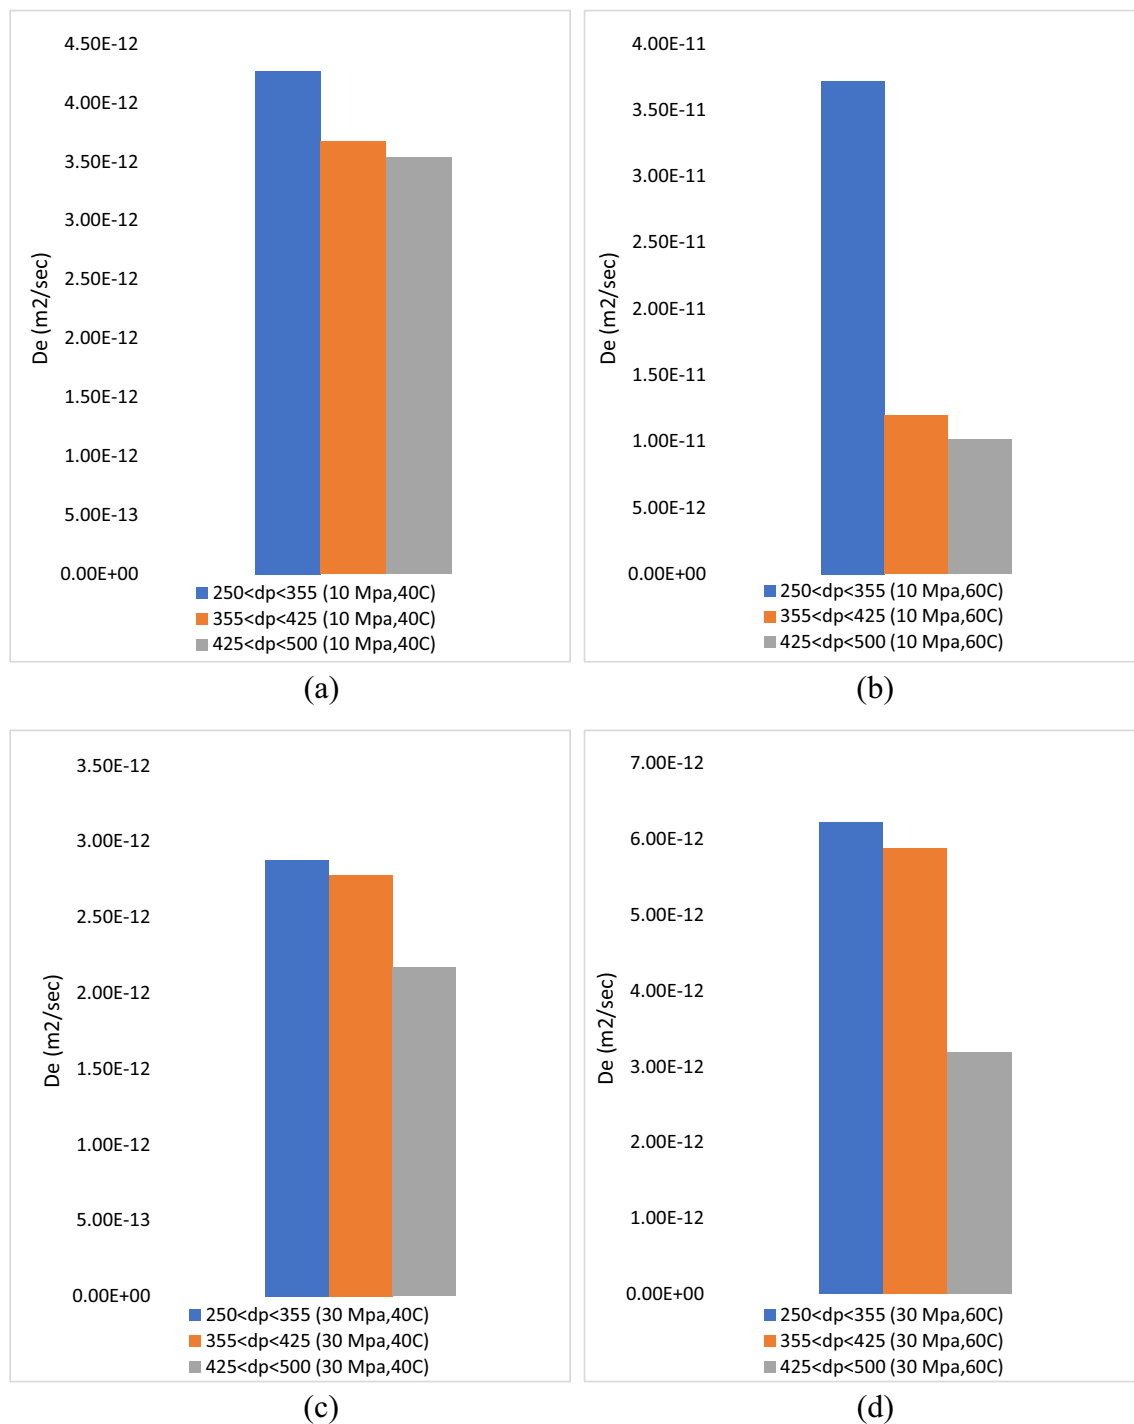 4.50E-12
4.00E-12
3.50E-12
3.00E-12
2.50E-12
2.00E-12
1.50E-12
1.00E-12
5.00E-13
0.00E+00
De (m2/sec)
250<dp<355 (10 Mpa,40C)
355<dp<425 (10 Mpa,40C)
425<dp<500 (10 Mpa,40C)
(a)
4.00E-11
3.50E-11
3.00E-11
2.50E-11
2.00E-11
1.50E-11
1.00E-11
5.00E-12
0.00E+00
De (m2/sec)
250<dp<355 (10 Mpa,60C)
355<dp<425 (10 Mpa,60C)
425<dp<500 (10 Mpa,60C)
(b)
3.50E-12
3.00E-12
2.50E-12
2.00E-12
1.50E-12
1.00E-12
5.00E-13
0.00E+00
De (m2/sec)
250<dp<355 (30 Mpa,40C)
355<dp<425 (30 Mpa,40C)
425<dp<500 (30 Mpa,40C)
(c)
7.00E-12
6.00E-12
5.00E-12
4.00E-12
3.00E-12
2.00E-12
1.00E-12
0.00E+00
De (m2/sec)
250<dp<355 (30 Mpa,60C)
355<dp<425 (30 Mpa,60C)
425<dp<500 (30 Mpa,60C)
(d)